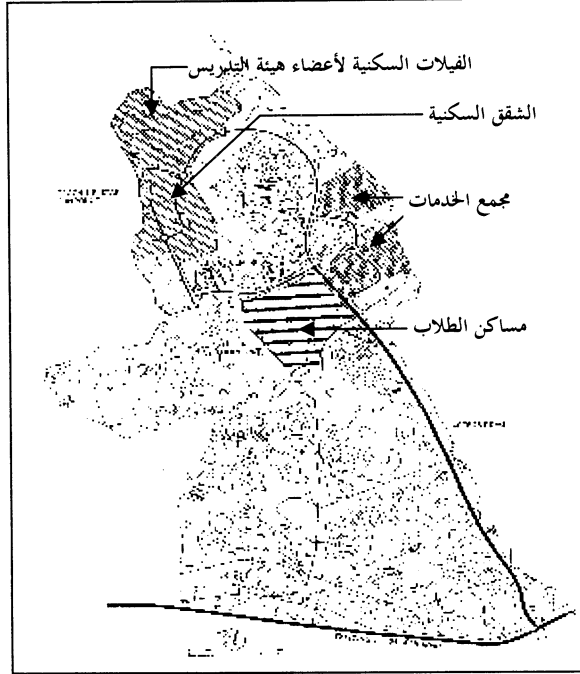 الفيلات السكنية لأعضاء هيئة التدريس
الشقق السكنية
مجمع الخدمات
مساكن الطلاب